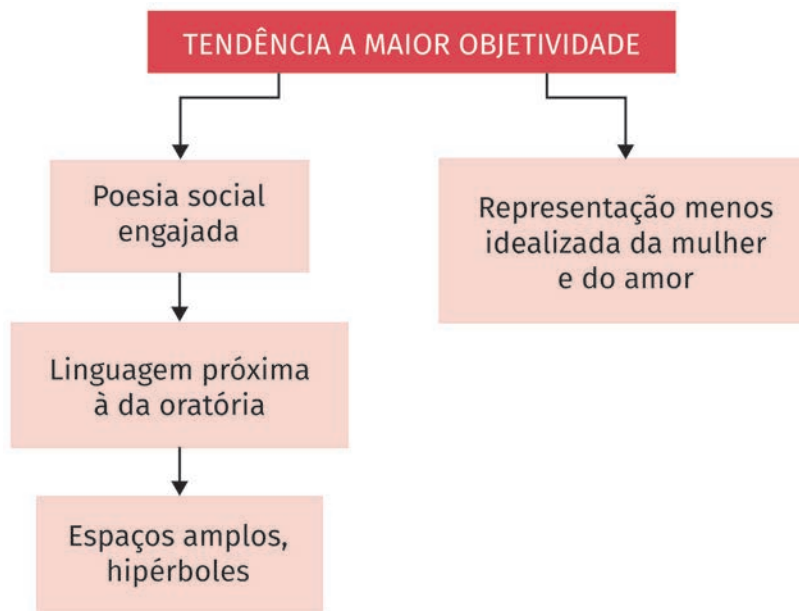 TENDÊNCIA A MAIOR OBJETIVIDADE
Poesia social
engajada
Linguagem próxima
à da oratória
Espaços amplos,
hipérboles
Representação menos
idealizada da mulher
e do amor